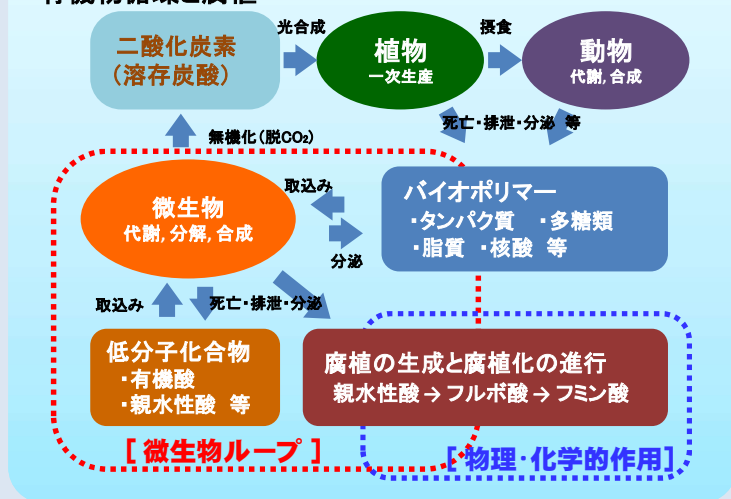 光合成
摂食
二酸化炭素
(溶存炭酸)
植物
一次生産
動物
代謝, 合成
死亡・排泄・分泌 等
無機化(脱CO₂)
取込み
微生物
代謝, 分解, 合成
バイオポリマー
・タンパク質 ・多糖類
・脂質 ・核酸 等
分泌
取込み
死亡・排泄・分泌
低分子化合物
・有機酸
・親水性酸 等
腐植の生成と腐植化の進行
親水性酸 → フルボ酸 → フミン酸
[ 微生物ループ ]
[ 物理・化学的作用]